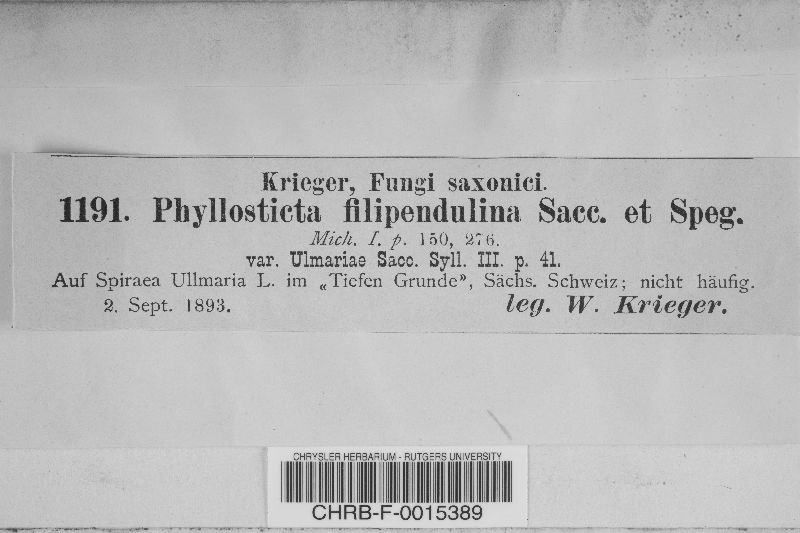 Krieger, Fungi saxonici.
1191. Phyllosticta filipendulina Sacc. et Speg.
Mich. I. p. 150, 276.
var. Ulmariae Sacc. Syll. III. p. 41.
Auf Spiraea Ullmaria L. im „Tiefen Grunde”, Sächs. Schweiz; nicht häufig.
2. Sept. 1893. leg. W. Krieger.
CHRYSLER HERBARIUM - RUTGERS UNIVERSITY
CHRB-F-0015389